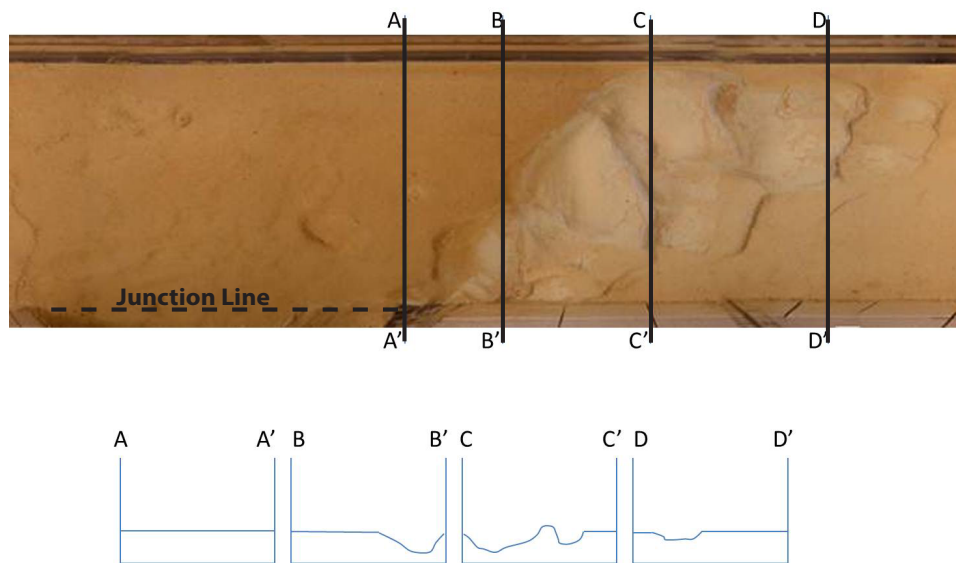 A B C D
Junction Line
A’ B’ C’ D’
A A’ B B’ C C’ D D’